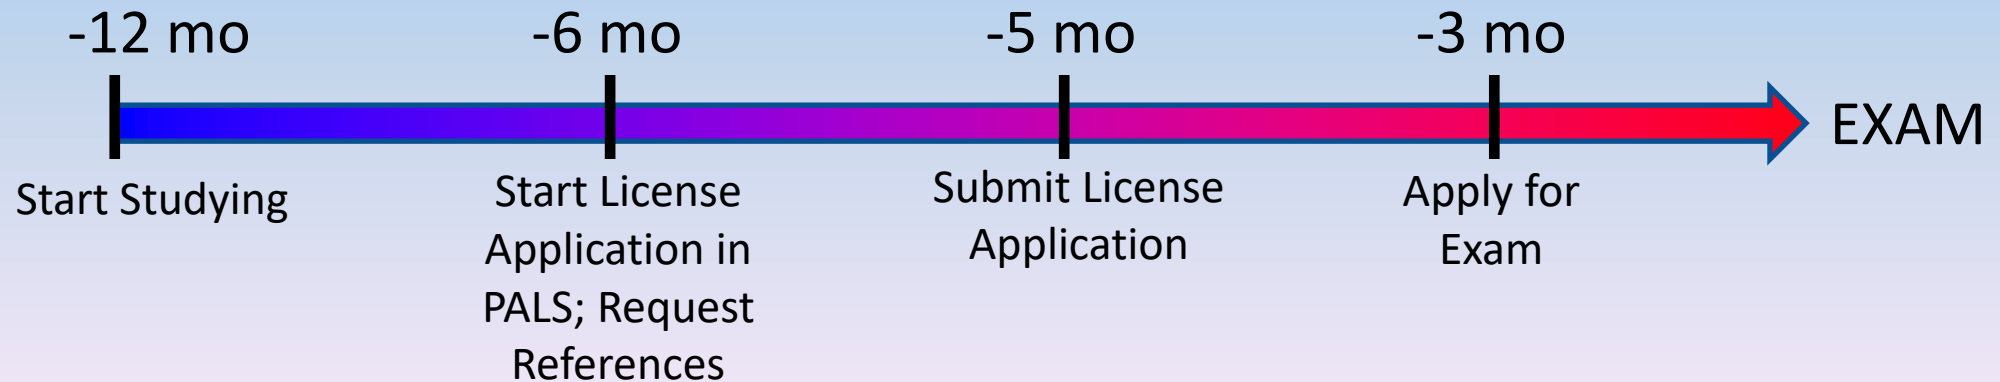 -12 mo
-6 mo
-5 mo
-3 mo
EXAM
Start Studying
Start License
Application in
PALS; Request
References
Submit License
Application
Apply for
Exam